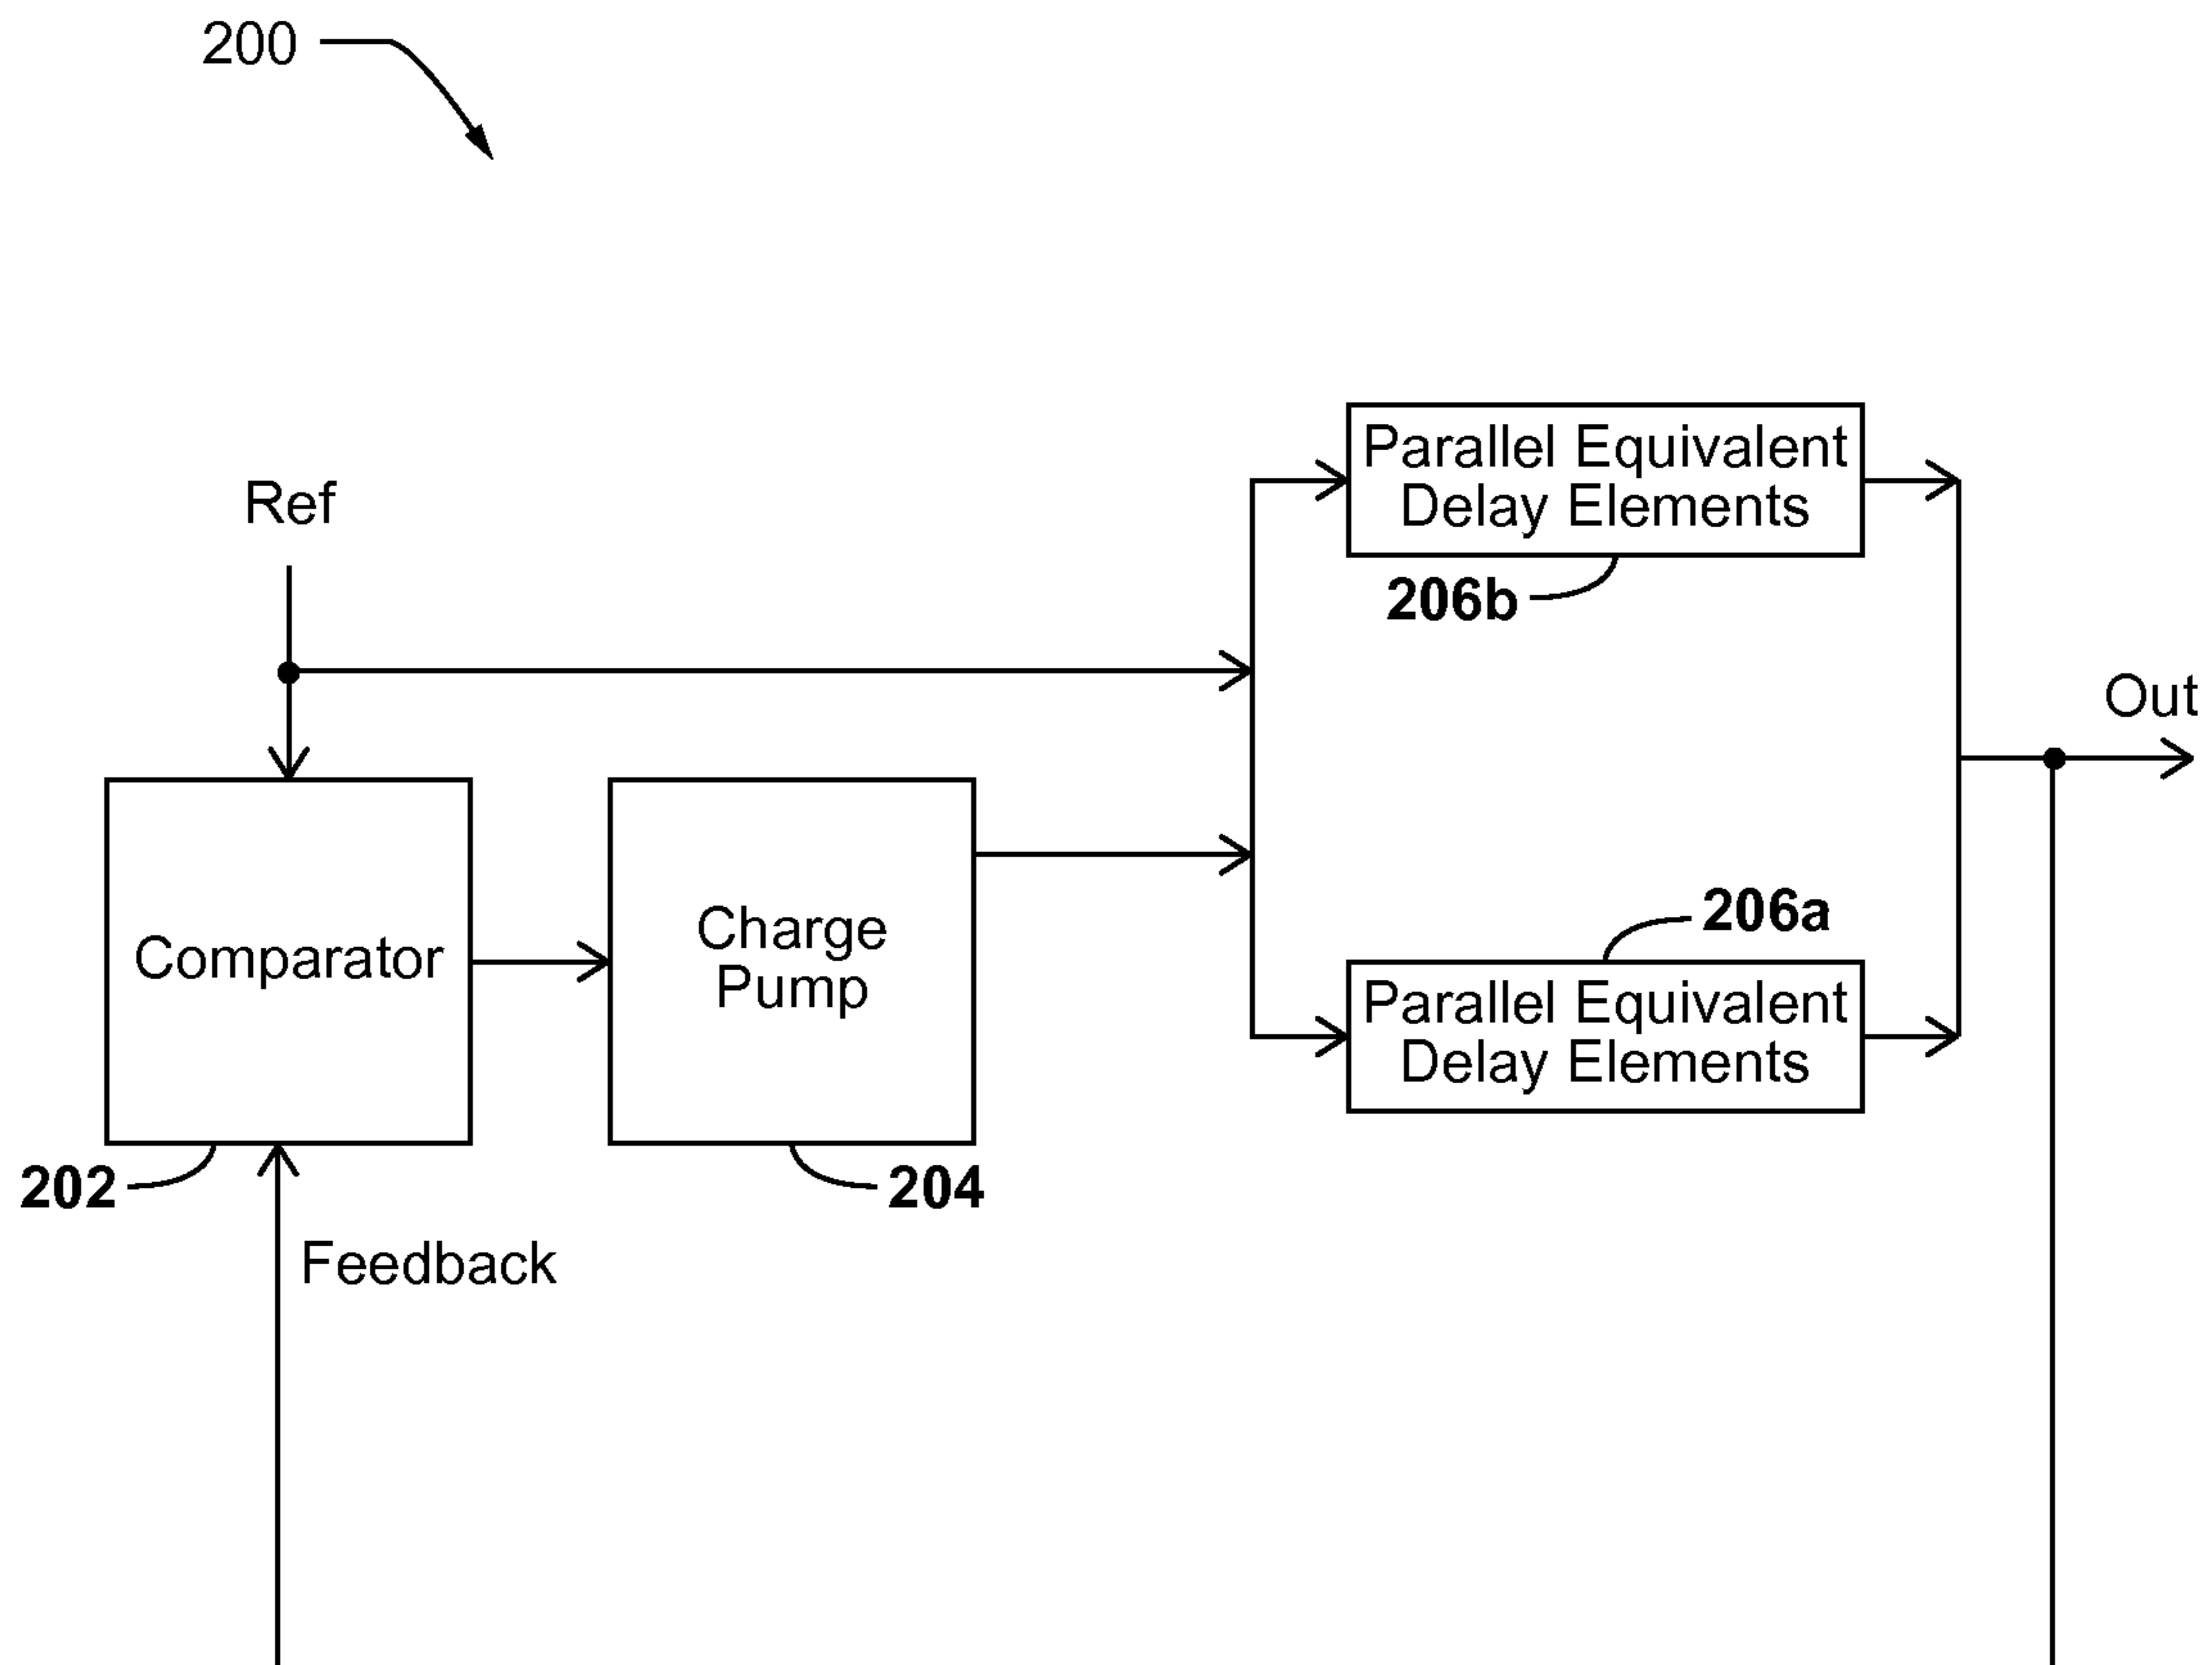 200
Ref
Parallel Equivalent
Delay Elements
206b
Out
Comparator
Charge
Pump
206a
Parallel Equivalent
Delay Elements
202
204
Feedback